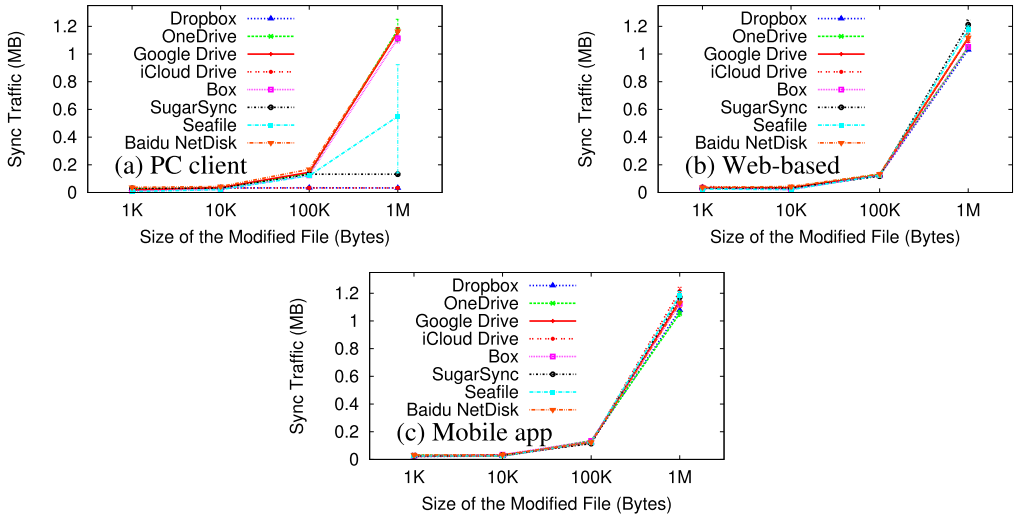 Sync Traffic (MB)
1.2
1
0.8
0.6
0.4
0.2
0
Dropbox
OneDrive
Google Drive
iCloud Drive
Box
SugarSync
Seafile
Baidu NetDisk
(a) PC client
1K 10K 100K 1M
Size of the Modified File (Bytes)
Sync Traffic (MB)
1.2
1
0.8
0.6
0.4
0.2
0
Dropbox
OneDrive
Google Drive
iCloud Drive
Box
SugarSync
Seafile
Baidu NetDisk
(b) Web-based
1K 10K 100K 1M
Size of the Modified File (Bytes)
Sync Traffic (MB)
1.2
1
0.8
0.6
0.4
0.2
0
Dropbox
OneDrive
Google Drive
iCloud Drive
Box
SugarSync
Seafile
Baidu NetDisk
(c) Mobile app
1K 10K 100K 1M
Size of the Modified File (Bytes)